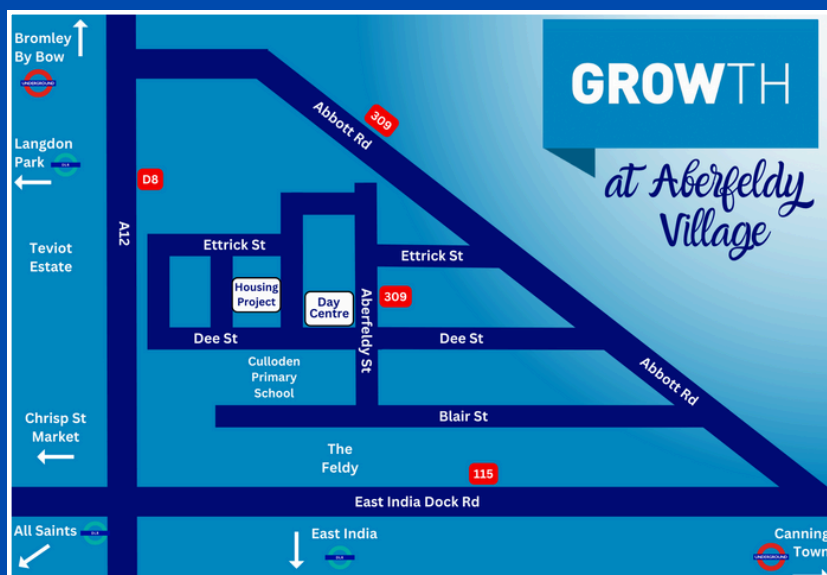 Bromley
By Bow
UNDERGROUND
GROWTH
at Aberfeldy
Village
309
Abbott Rd
Langdon
Park
DLR
D8
A12
Teviot
Estate
Ettrick St
Ettrick St
Housing
Project
Day
Centre
Aberfeldy St
309
Dee St
Dee St
Culloden
Primary
School
Abbott Rd
Chrisp St
Market
Blair St
The
Feldy
115
East India Dock Rd
All Saints
DLR
East India
DLR
Canning
Town
UNDERGROUND